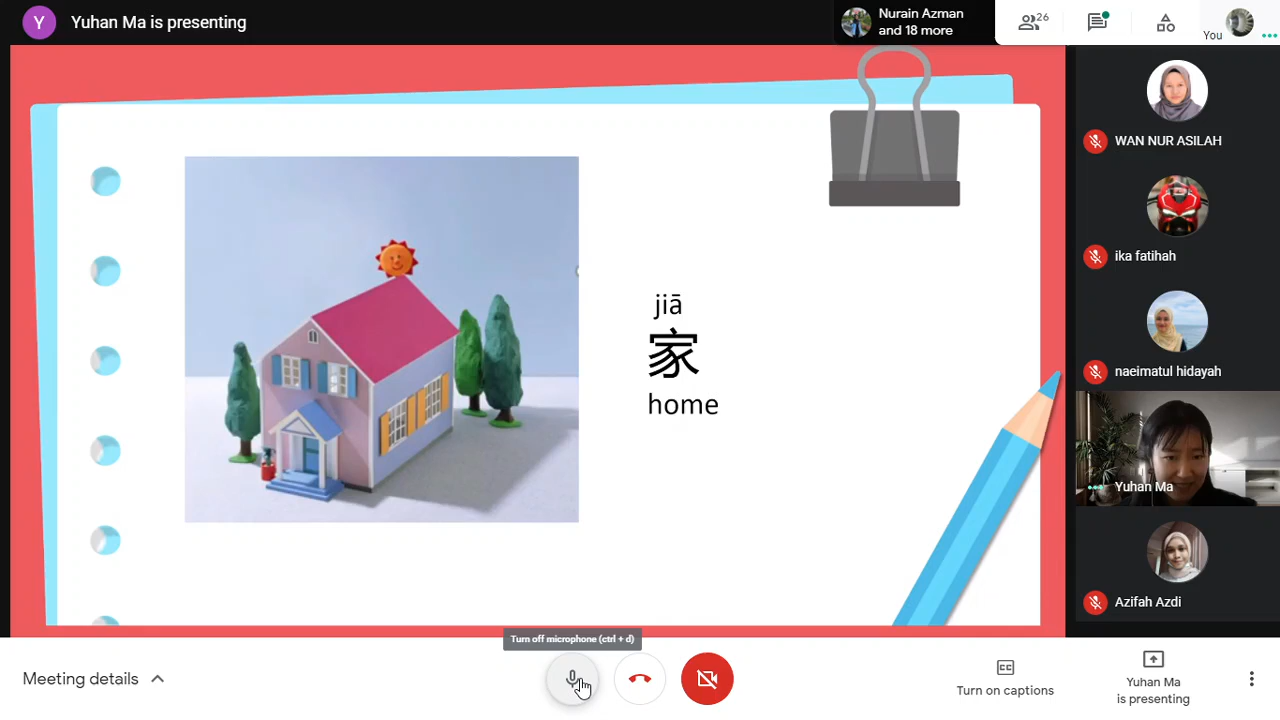 Y
Yuhan Ma is presenting
Nurain Azman
and 18 more
26
You
WAN NUR ASILAH
ika fatihah
naeimatul hidayah
Yuhan Ma
Azifah Azdi
jiā
家
home
Turn off microphone (ctrl + d)
Meeting details
CC
Turn on captions
Yuhan Ma
is presenting